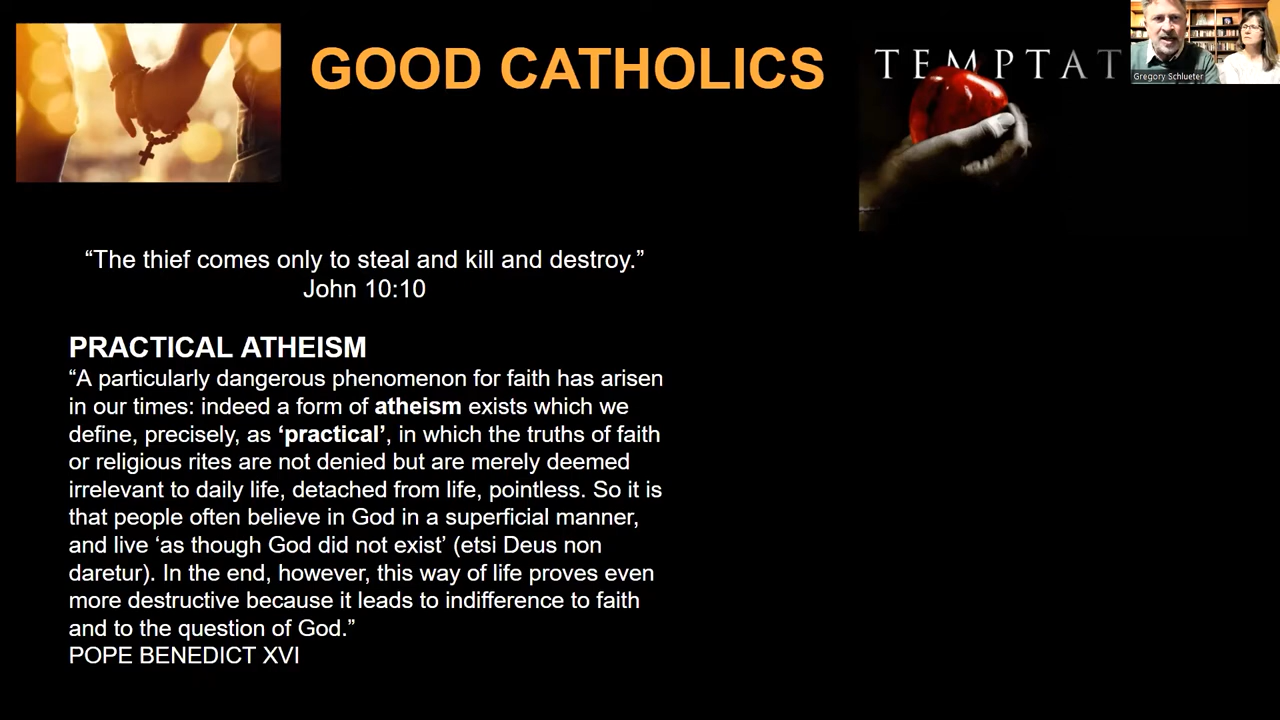 GOOD CATHOLICS
TEMPTAT
Gregory Schlueter
“The thief comes only to steal and kill and destroy.”
John 10:10
PRACTICAL ATHEISM
“A particularly dangerous phenomenon for faith has arisen
in our times: indeed a form of atheism exists which we
define, precisely, as ‘practical’, in which the truths of faith
or religious rites are not denied but are merely deemed
irrelevant to daily life, detached from life, pointless. So it is
that people often believe in God in a superficial manner,
and live ‘as though God did not exist’ (etsi Deus non
daretur). In the end, however, this way of life proves even
more destructive because it leads to indifference to faith
and to the question of God.”
POPE BENEDICT XVI